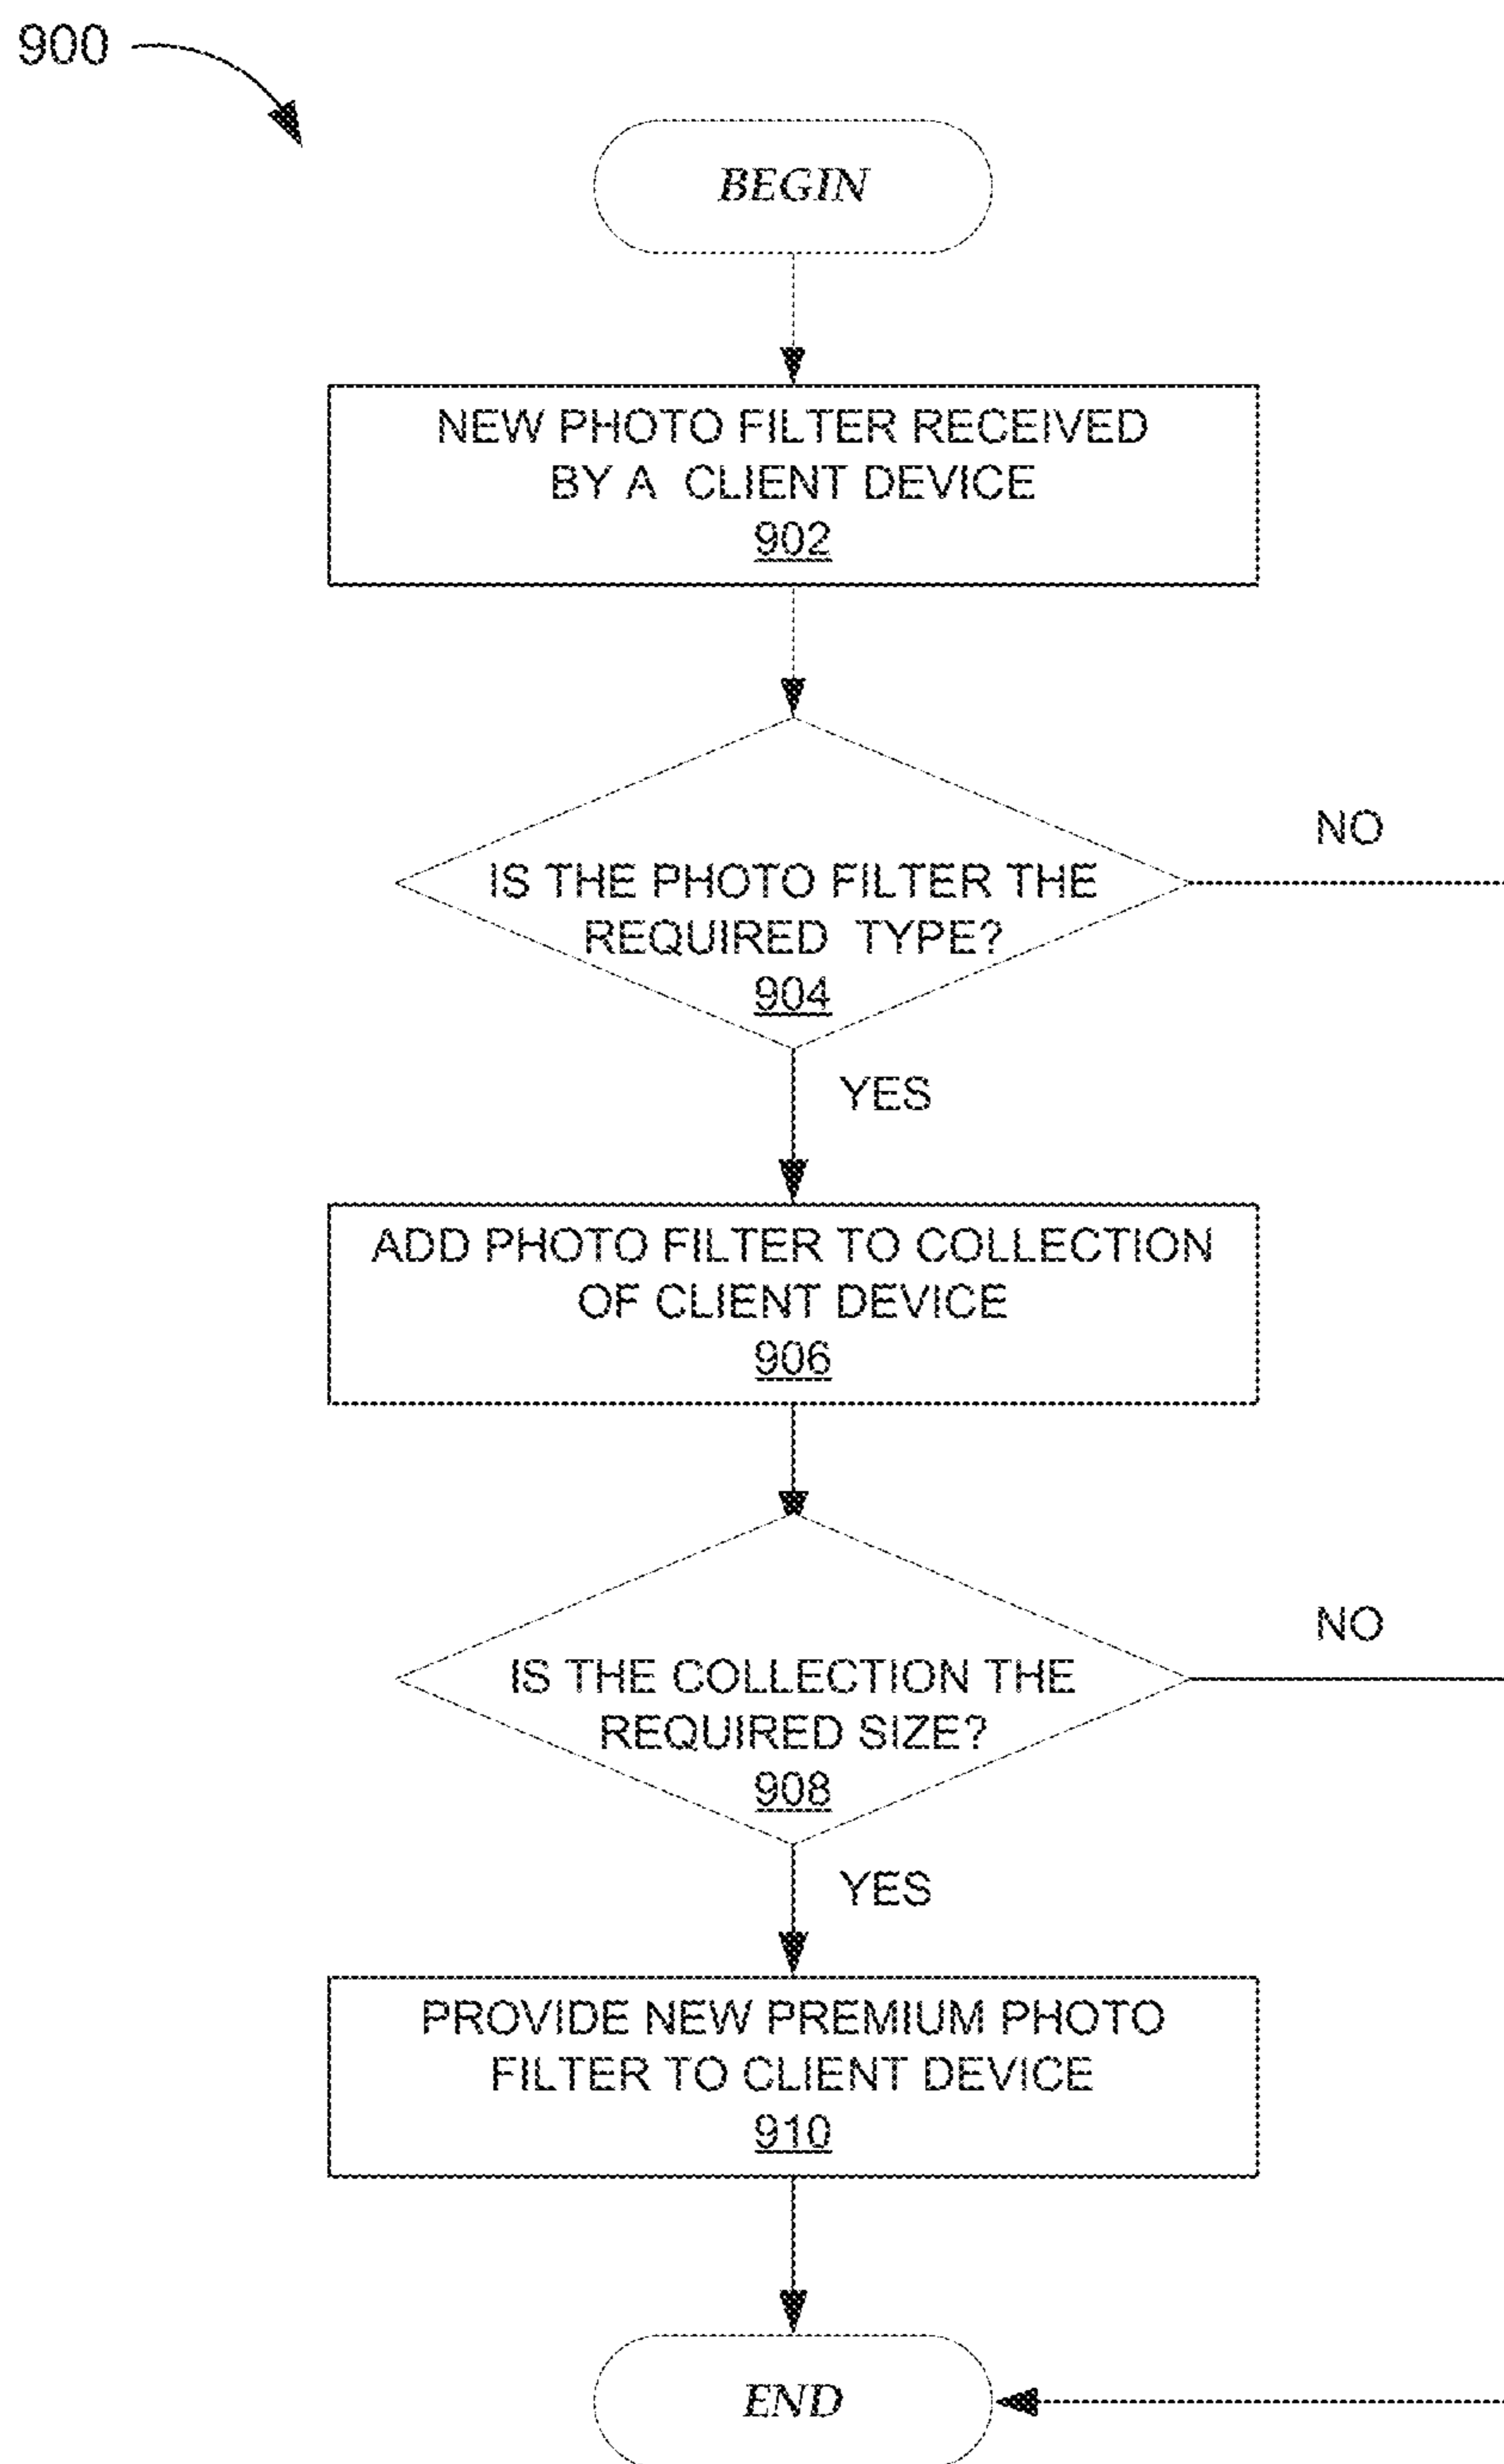 900
BEGIN
NEW PHOTO FILTER RECEIVED
BY A CLIENT DEVICE
902
IS THE PHOTO FILTER THE
REQUIRED TYPE?
904
NO
YES
ADD PHOTO FILTER TO COLLECTION
OF CLIENT DEVICE
906
IS THE COLLECTION THE
REQUIRED SIZE?
908
NO
YES
PROVIDE NEW PREMIUM PHOTO
FILTER TO CLIENT DEVICE
910
END